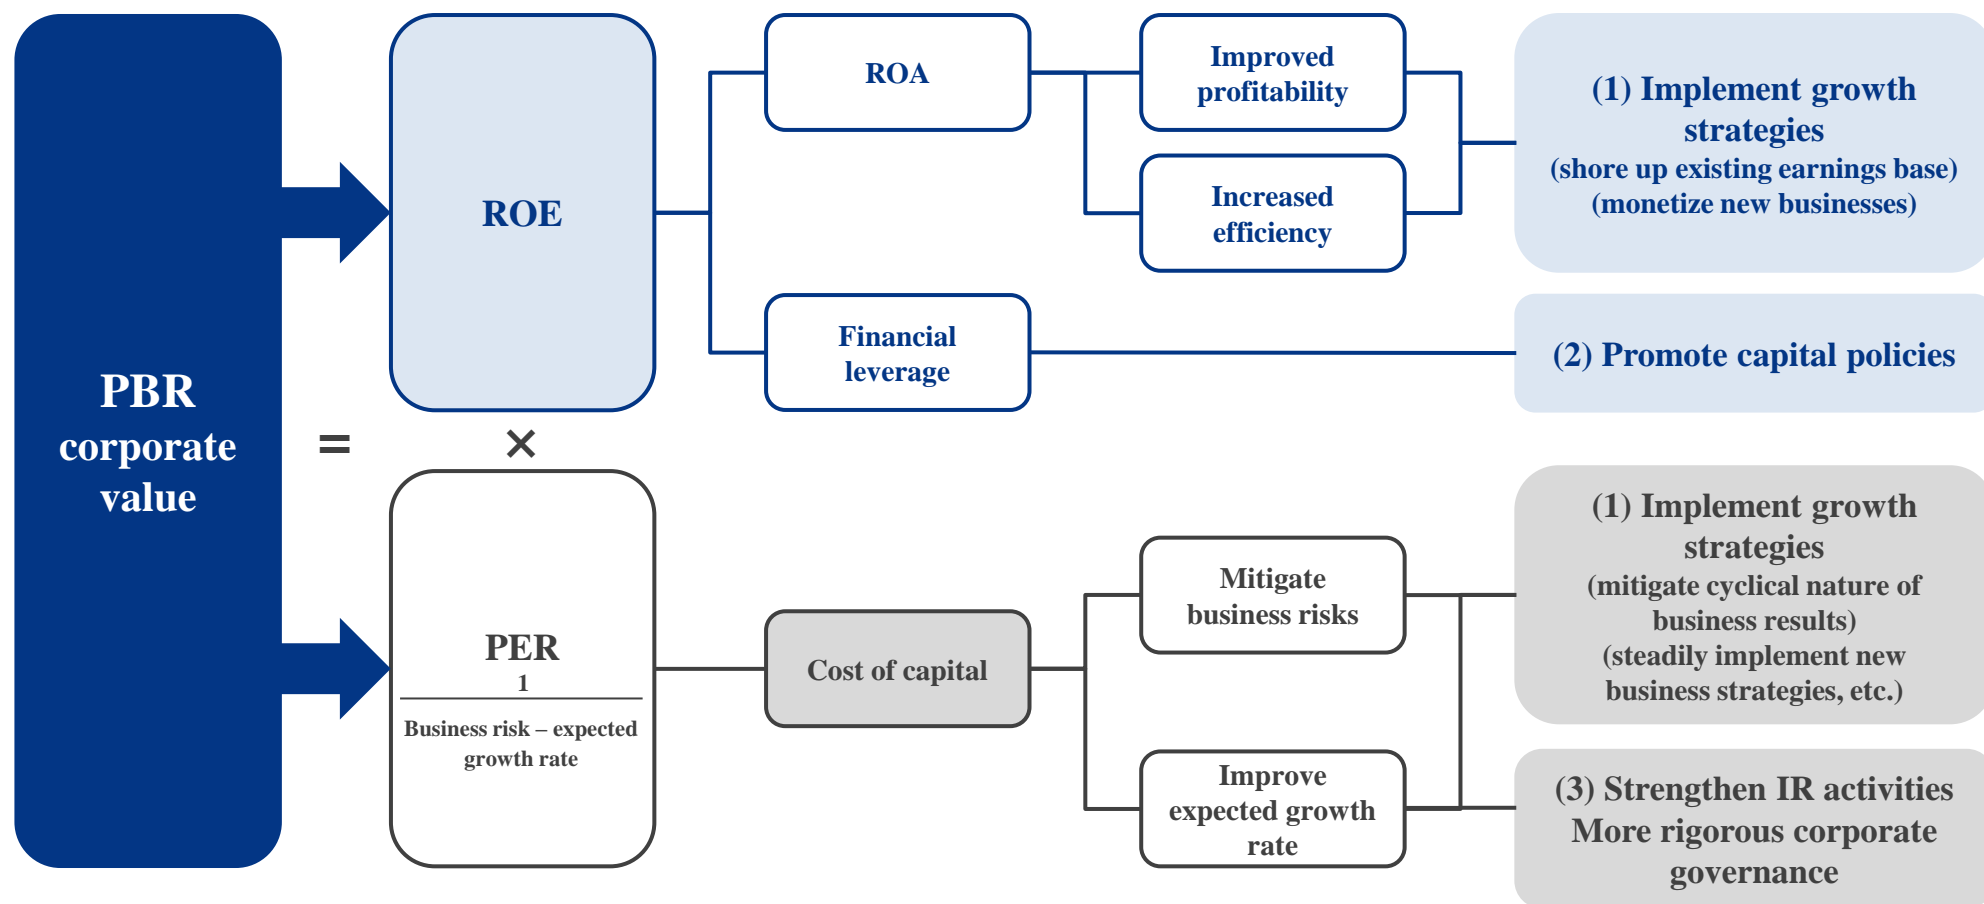 PBR
corporate
value
=
ROE
×
PER
1
Business risk – expected
growth rate
ROA
Financial
leverage
Improved
profitability
Increased
efficiency
(1) Implement growth
strategies
(shore up existing earnings base)
(monetize new businesses)
(2) Promote capital policies
Cost of capital
Mitigate
business risks
Improve
expected growth
rate
(1) Implement growth
strategies
(mitigate cyclical nature of
business results)
(steadily implement new
business strategies, etc.)
(3) Strengthen IR activities
More rigorous corporate
governance